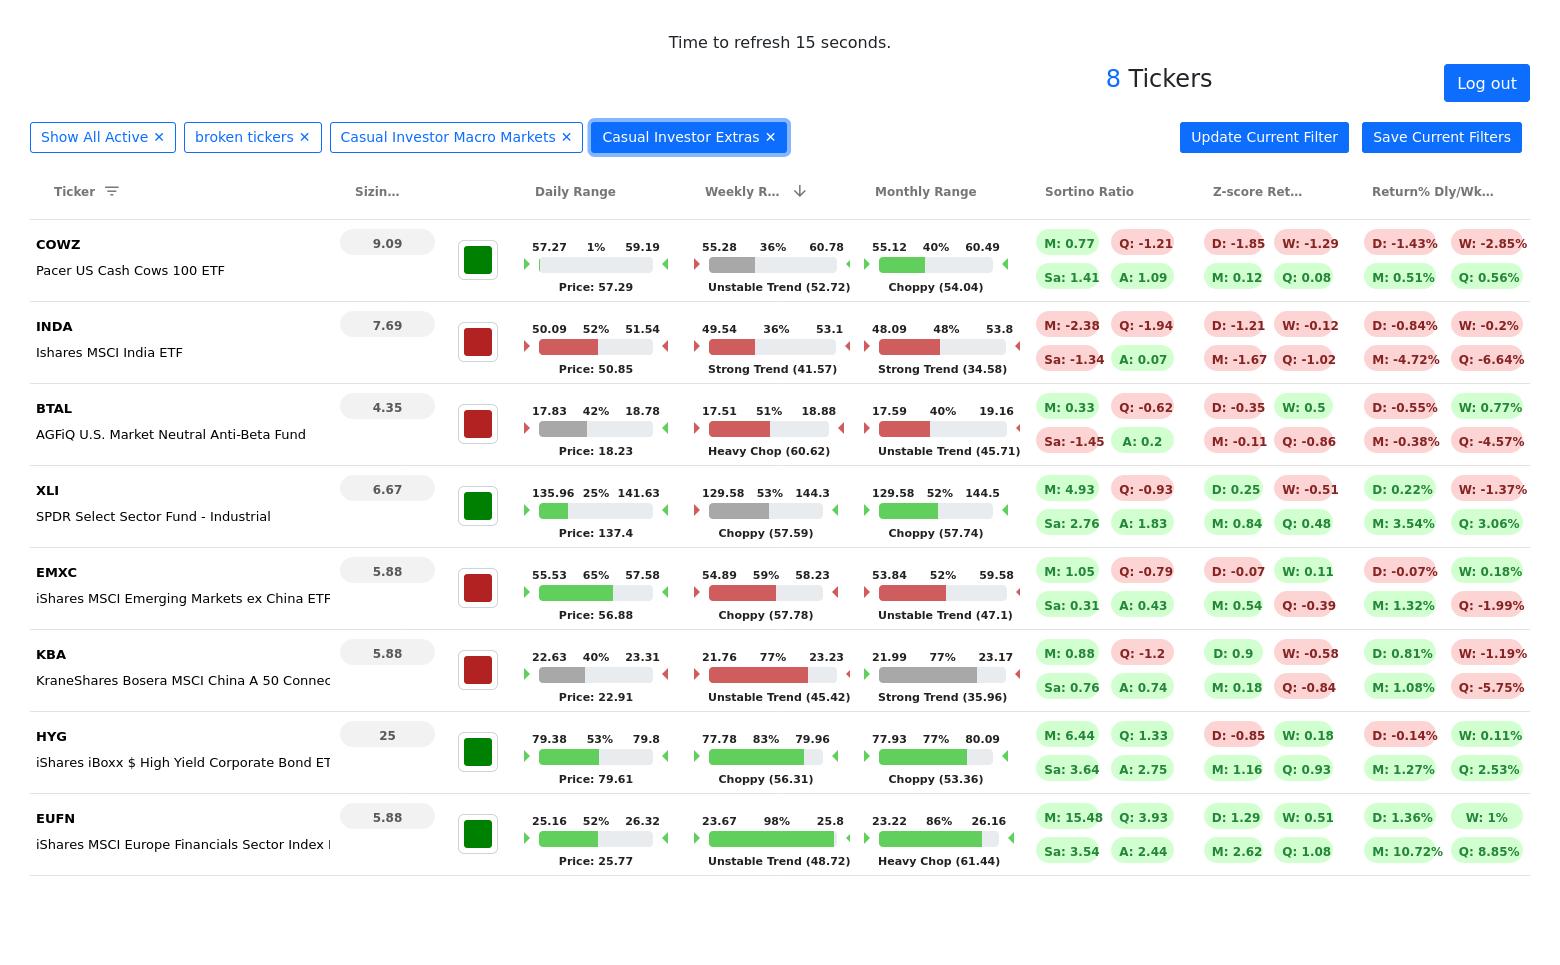 Time to refresh 15 seconds.
8 Tickers
Log out
Show All Active ✕ broken tickers ✕ Casual Investor Macro Markets ✕ Casual Investor Extras ✕ Update Current Filter Save Current Filters
Ticker Sizin… Daily Range Weekly R… Monthly Range Sortino Ratio Z-score Ret… Return% Dly/Wk…
COWZ 9.09 57.27 1% 59.19 55.28 36% 60.78 55.12 40% 60.49 M: 0.77 Q: -1.21 D: -1.85 W: -1.29 D: -1.43% W: -2.85%
Pacer US Cash Cows 100 ETF Price: 57.29 Unstable Trend (52.72) Choppy (54.04) Sa: 1.41 A: 1.09 M: 0.12 Q: 0.08 M: 0.51% Q: 0.56%
INDA 7.69 50.09 52% 51.54 49.54 36% 53.1 48.09 48% 53.8 M: -2.38 Q: -1.94 D: -1.21 W: -0.12 D: -0.84% W: -0.2%
Ishares MSCI India ETF Price: 50.85 Strong Trend (41.57) Strong Trend (34.58) Sa: -1.34 A: 0.07 M: -1.67 Q: -1.02 M: -4.72% Q: -6.64%
BTAL 4.35 17.83 42% 18.78 17.51 51% 18.88 17.59 40% 19.16 M: 0.33 Q: -0.62 D: -0.35 W: 0.5 D: -0.55% W: 0.77%
AGFiQ U.S. Market Neutral Anti-Beta Fund Price: 18.23 Heavy Chop (60.62) Unstable Trend (45.71) Sa: -1.45 A: 0.2 M: -0.11 Q: -0.86 M: -0.38% Q: -4.57%
XLI 6.67 135.96 25% 141.63 129.58 53% 144.3 129.58 52% 144.5 M: 4.93 Q: -0.93 D: 0.25 W: -0.51 D: 0.22% W: -1.37%
SPDR Select Sector Fund - Industrial Price: 137.4 Choppy (57.59) Choppy (57.74) Sa: 2.76 A: 1.83 M: 0.84 Q: 0.48 M: 3.54% Q: 3.06%
EMXC 5.88 55.53 65% 57.58 54.89 59% 58.23 53.84 52% 59.58 M: 1.05 Q: -0.79 D: -0.07 W: 0.11 D: -0.07% W: 0.18%
iShares MSCI Emerging Markets ex China ETF Price: 56.88 Choppy (57.78) Unstable Trend (47.1) Sa: 0.31 A: 0.43 M: 0.54 Q: -0.39 M: 1.32% Q: -1.99%
KBA 5.88 22.63 40% 23.31 21.76 77% 23.23 21.99 77% 23.17 M: 0.88 Q: -1.2 D: 0.9 W: -0.58 D: 0.81% W: -1.19%
KraneShares Bosera MSCI China A 50 Connec Price: 22.91 Unstable Trend (45.42) Strong Trend (35.96) Sa: 0.76 A: 0.74 M: 0.18 Q: -0.84 M: 1.08% Q: -5.75%
HYG 25 79.38 53% 79.8 77.78 83% 79.96 77.93 77% 80.09 M: 6.44 Q: 1.33 D: -0.85 W: 0.18 D: -0.14% W: 0.11%
iShares iBoxx $ High Yield Corporate Bond ET Price: 79.61 Choppy (56.31) Choppy (53.36) Sa: 3.64 A: 2.75 M: 1.16 Q: 0.93 M: 1.27% Q: 2.53%
EUFN 5.88 25.16 52% 26.32 23.67 98% 25.8 23.22 86% 26.16 M: 15.48 Q: 3.93 D: 1.29 W: 0.51 D: 1.36% W: 1%
iShares MSCI Europe Financials Sector Index Price: 25.77 Unstable Trend (48.72) Heavy Chop (61.44) Sa: 3.54 A: 2.44 M: 2.62 Q: 1.08 M: 10.72% Q: 8.85%